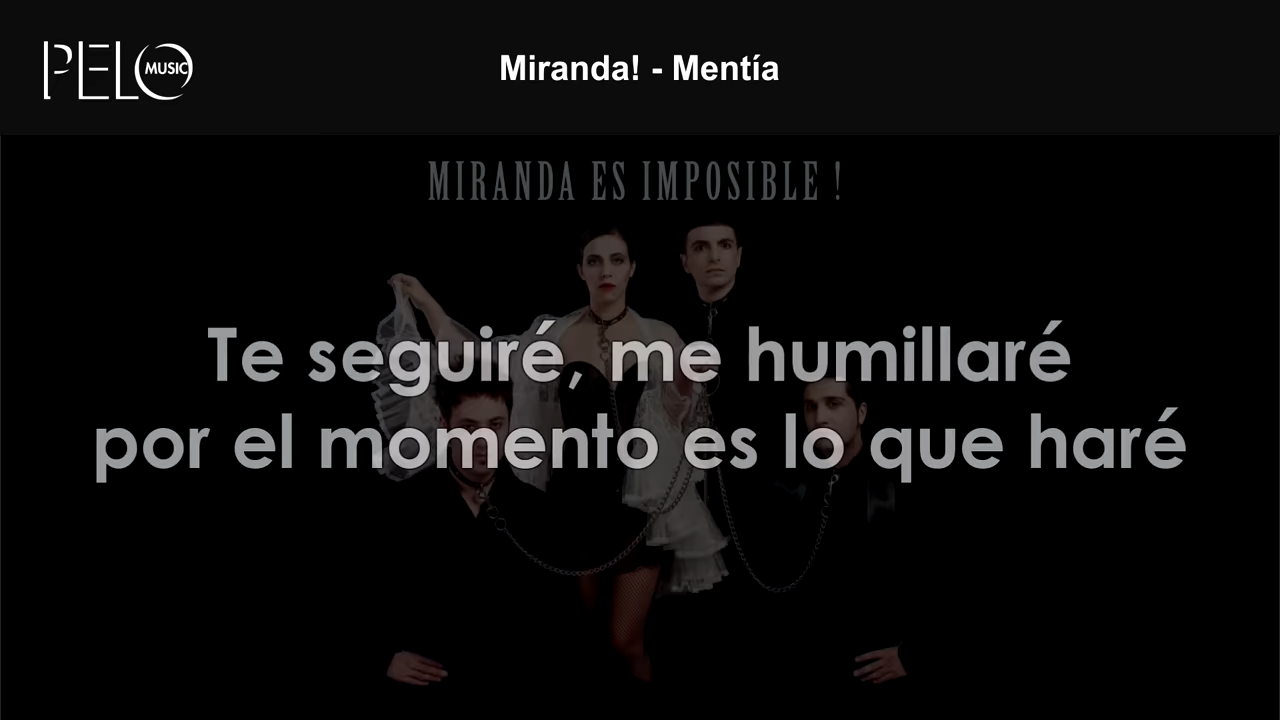 PELO MUSIC
Miranda! - Mentía
MIRANDA ES IMPOSIBLE !
Te seguiré, me humillaré
por el momento es lo que haré